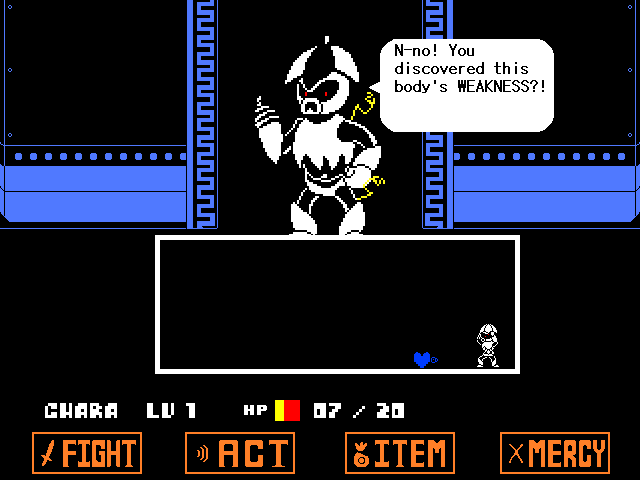 N-no! You
discovered this
body's WEAKNESS?!
CHARA LV 1 HP 07 / 20
FIGHT ACT ITEM MERCY